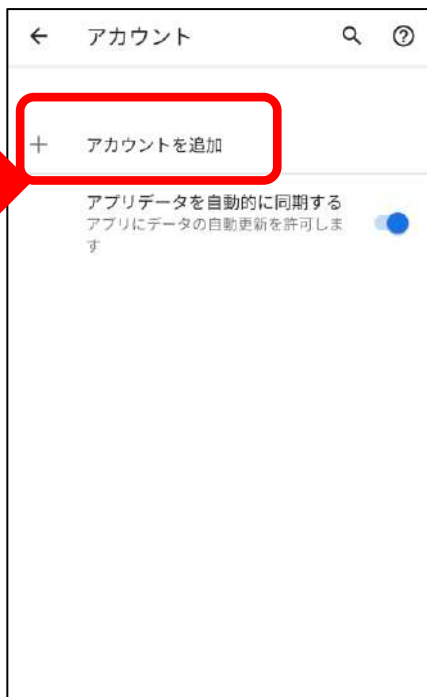 アカウント
アカウントを追加
アプリデータを自動的に同期する
アプリにデータの自動更新を許可しま
す